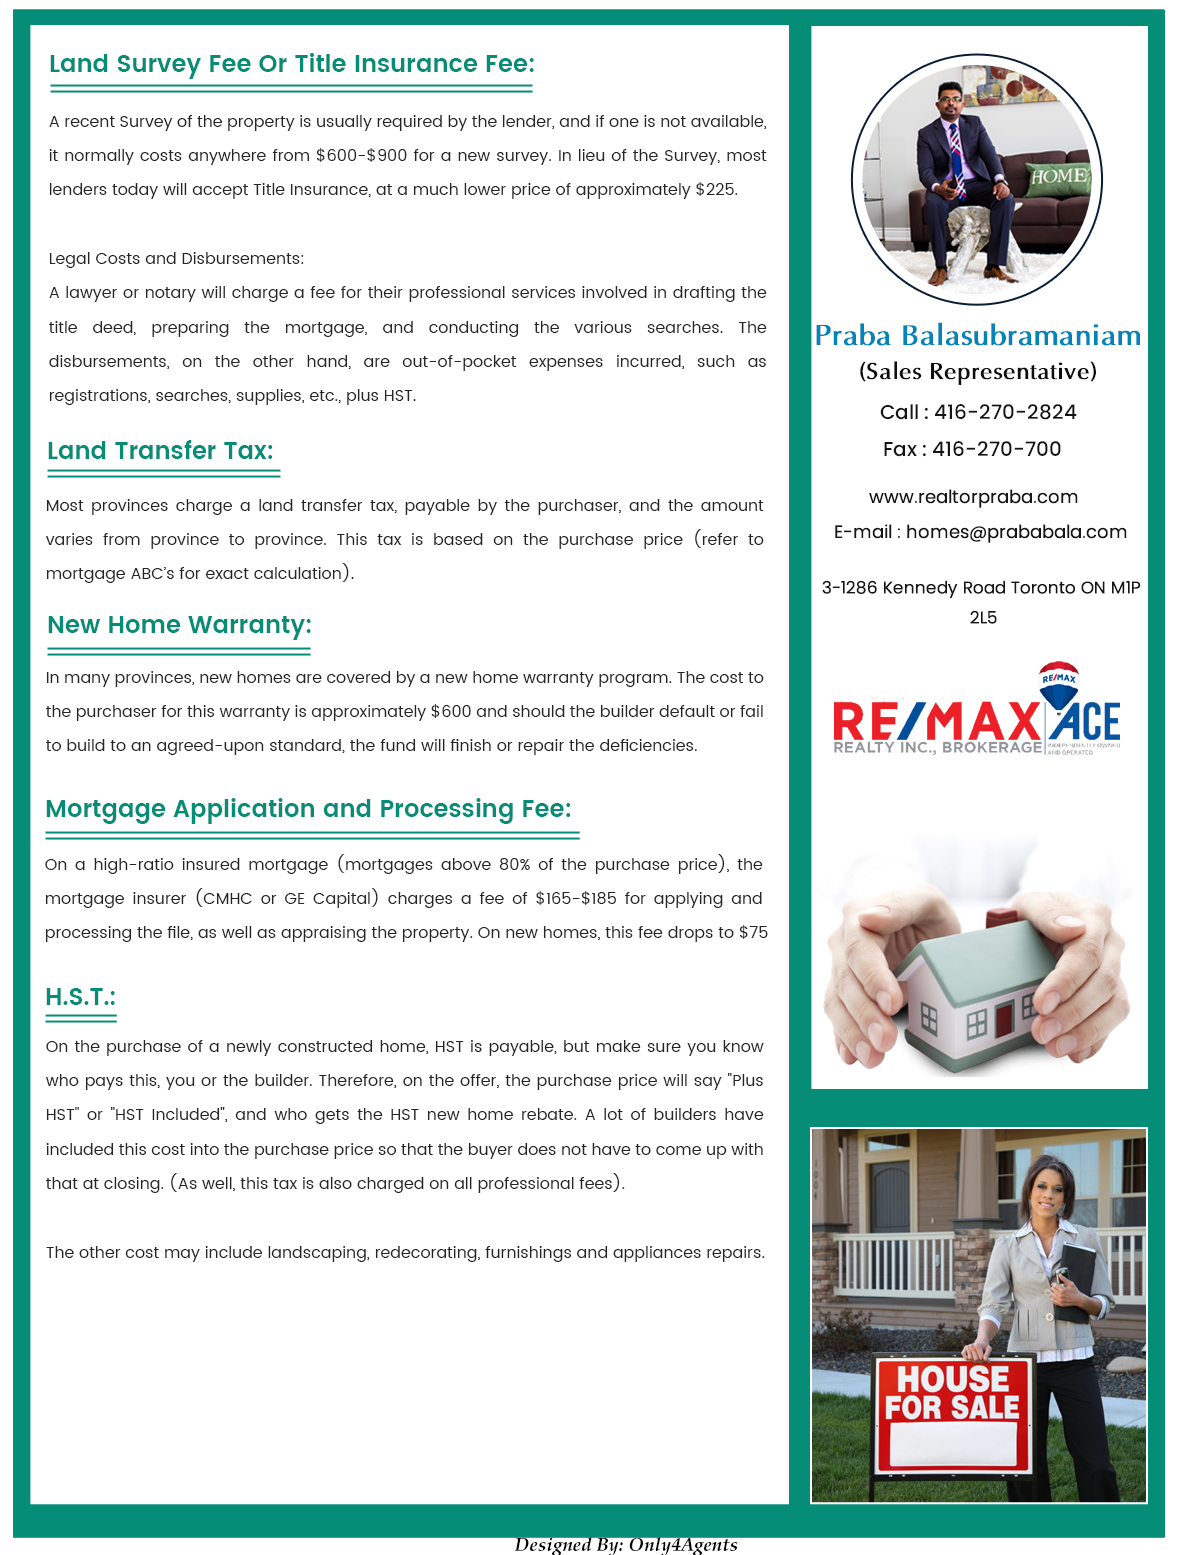 Land Survey Fee Or Title Insurance Fee:
A recent Survey of the property is usually required by the lender, and if one is not available,
it normally costs anywhere from $600-$900 for a new survey. In lieu of the Survey, most
lenders today will accept Title Insurance, at a much lower price of approximately $225.
Legal Costs and Disbursements:
A lawyer or notary will charge a fee for their professional services involved in drafting the
title deed, preparing the mortgage, and conducting the various searches. The
disbursements, on the other hand, are out-of-pocket expenses incurred, such as
registrations, searches, supplies, etc., plus HST.
Land Transfer Tax:
Most provinces charge a land transfer tax, payable by the purchaser, and the amount
varies from province to province. This tax is based on the purchase price (refer to
mortgage ABC’s for exact calculation).
New Home Warranty:
In many provinces, new homes are covered by a new home warranty program. The cost to
the purchaser for this warranty is approximately $600 and should the builder default or fail
to build to an agreed-upon standard, the fund will finish or repair the deficiencies.
Mortgage Application and Processing Fee:
On a high-ratio insured mortgage (mortgages above 80% of the purchase price), the
mortgage insurer (CMHC or GE Capital) charges a fee of $165-$185 for applying and
processing the file, as well as appraising the property. On new homes, this fee drops to $75
H.S.T.:
On the purchase of a newly constructed home, HST is payable, but make sure you know
who pays this, you or the builder. Therefore, on the offer, the purchase price will say "Plus
HST" or "HST Included", and who gets the HST new home rebate. A lot of builders have
included this cost into the purchase price so that the buyer does not have to come up with
that at closing. (As well, this tax is also charged on all professional fees).
The other cost may include landscaping, redecorating, furnishings and appliances repairs.
HOME
Praba Balasubramaniam
(Sales Representative)
Call : 416-270-2824
Fax : 416-270-700
www.realtorpraba.com
E-mail : homes@prababala.com
3-1286 Kennedy Road Toronto ON M1P
2L5
RE/MAX
RE/MAX ACE
REALTY INC., BROKERAGE
INDEPENDENTLY OWNED
AND OPERATED
1004
HOUSE
FOR SALE
Designed By: Only4Agents